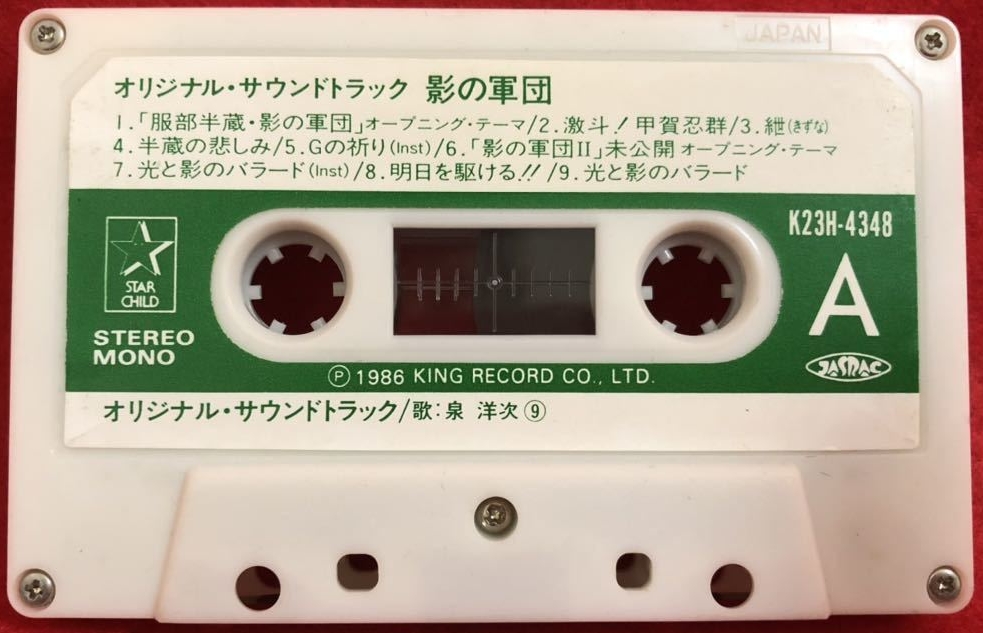 JAPAN
オリジナル・サウンドトラック 影の軍団
1.「服部半蔵・影の軍団」オープニング・テーマ/2.激斗!甲賀忍群/3.紲(きずな)
4.半蔵の悲しみ/5.Gの祈り(Inst)/6.「影の軍団II」未公開 オープニング・テーマ
7.光と影のバラード(Inst)/8.明日を駆ける!!/9.光と影のバラード
K23H-4348
STAR
CHILD
A
STEREO
MONO
JASRAC
Ⓟ1986 KING RECORD CO., LTD.
オリジナル・サウンドトラック/歌:泉 洋次⑨